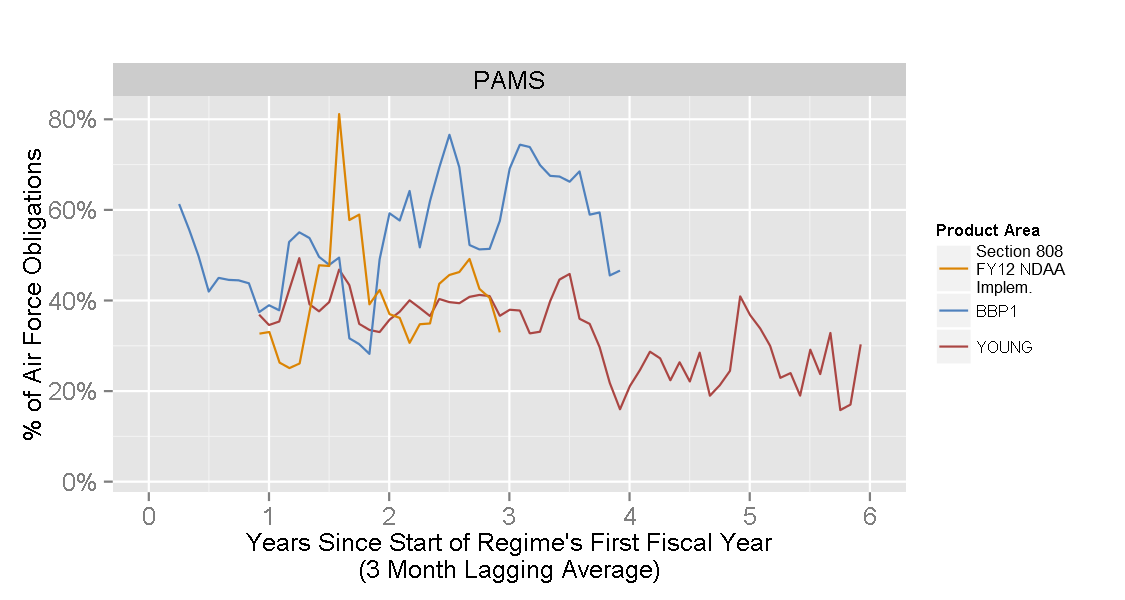 PAMS
80%
60%
40%
20%
0%
% of Air Force Obligations
0 1 2 3 4 5 6
Years Since Start of Regime's First Fiscal Year
(3 Month Lagging Average)
Product Area
Section 808
FY12 NDAA
Implem.
BBP1
YOUNG